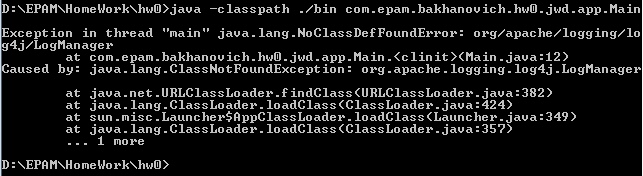 D:\EPAM\HomeWork\hw0>java -classpath ./bin com.epam.bakhanovich.hw0.jwd.app.Main
Exception in thread "main" java.lang.NoClassDefFoundError: org/apache/logging/lo
g4j/LogManager
at com.epam.bakhanovich.hw0.jwd.app.Main.<clinit>(Main.java:12)
Caused by: java.lang.ClassNotFoundException: org.apache.logging.log4j.LogManager
at java.net.URLClassLoader.findClass(URLClassLoader.java:382)
at java.lang.ClassLoader.loadClass(ClassLoader.java:424)
at sun.misc.Launcher$AppClassLoader.loadClass(Launcher.java:349)
at java.lang.ClassLoader.loadClass(ClassLoader.java:357)
... 1 more
D:\EPAM\HomeWork\hw0>